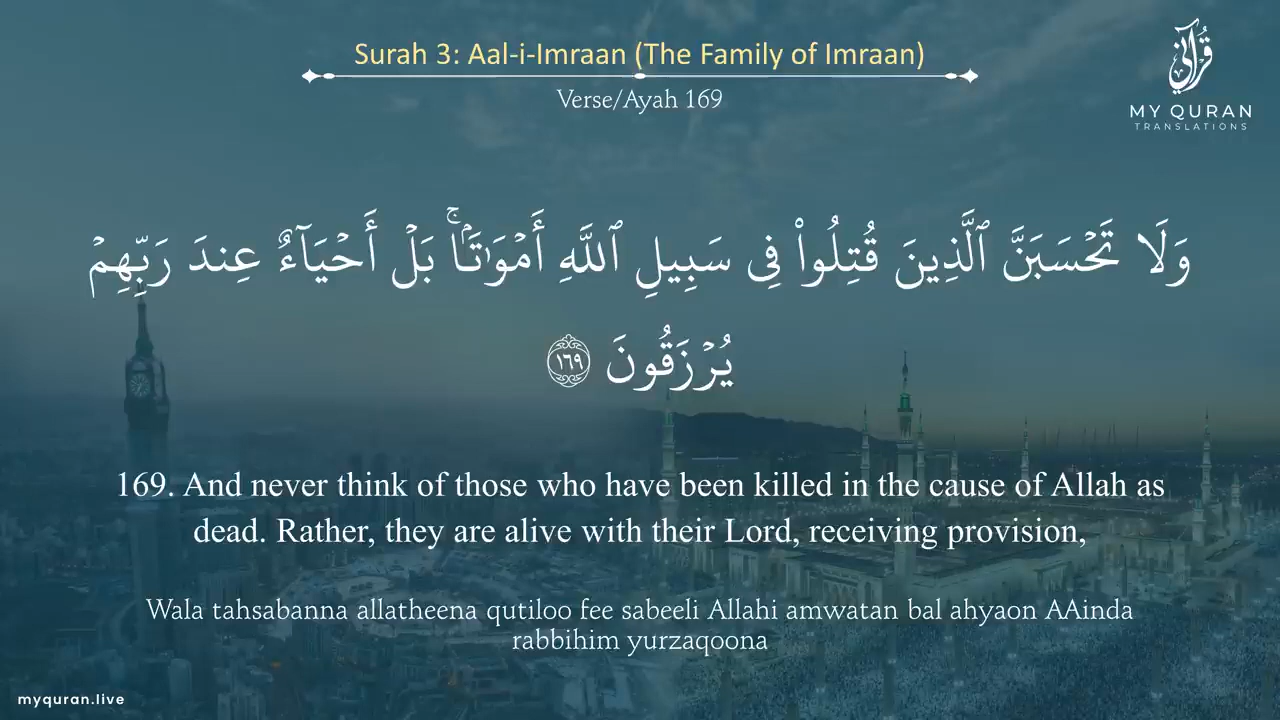 Surah 3: Aal-i-Imraan (The Family of Imraan)
Verse/Ayah 169
قرآني
MY QURAN
TRANSLATIONS
وَلَا تَحْسَبَنَّ ٱلَّذِينَ قُتِلُوا۟ فِى سَبِيلِ ٱللَّهِ أَمْوَٰتًۢا ۚ بَلْ أَحْيَآءٌ عِندَ رَبِّهِمْ
يُرْزَقُونَ ١٦٩
169. And never think of those who have been killed in the cause of Allah as
dead. Rather, they are alive with their Lord, receiving provision,
Wala tahsabanna allatheena qutiloo fee sabeeli Allahi amwatan bal ahyaon AAinda
rabbihim yurzaqoona
myquran.live